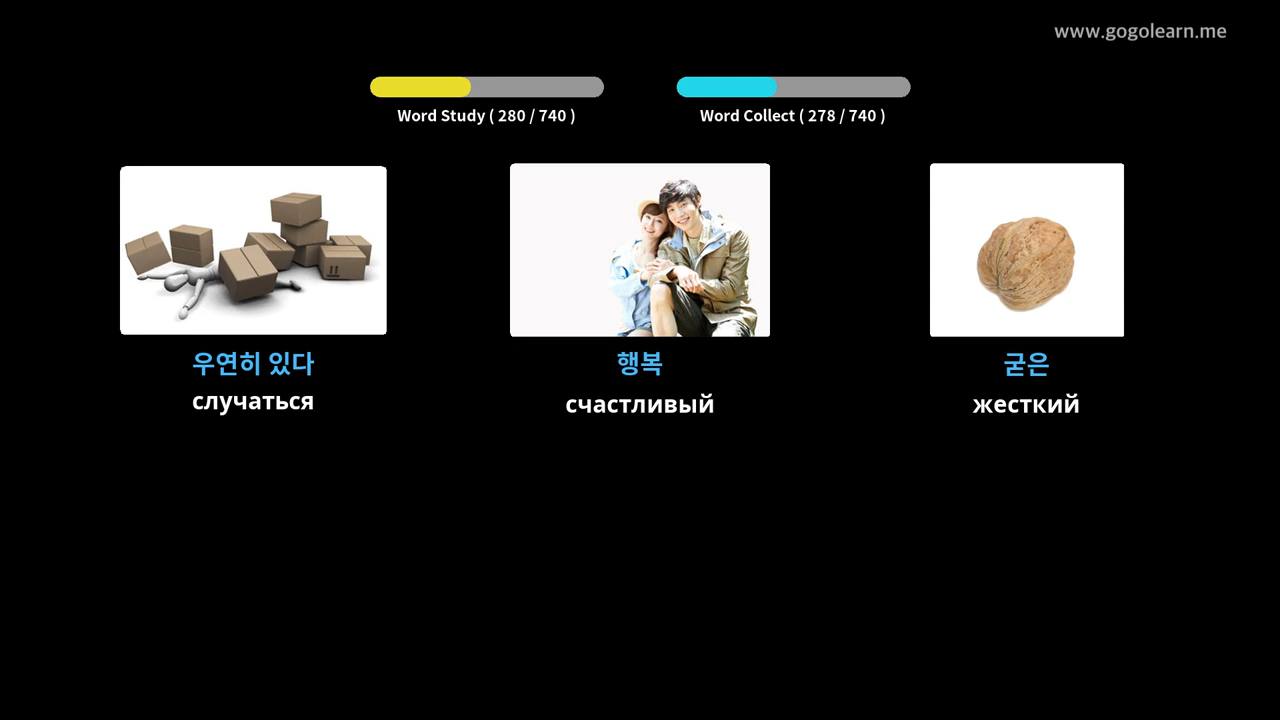 www.gogolearn.me
Word Study ( 280 / 740 )
Word Collect ( 278 / 740 )
우연히 있다
случаться
행복
счастливый
굳은
жесткий